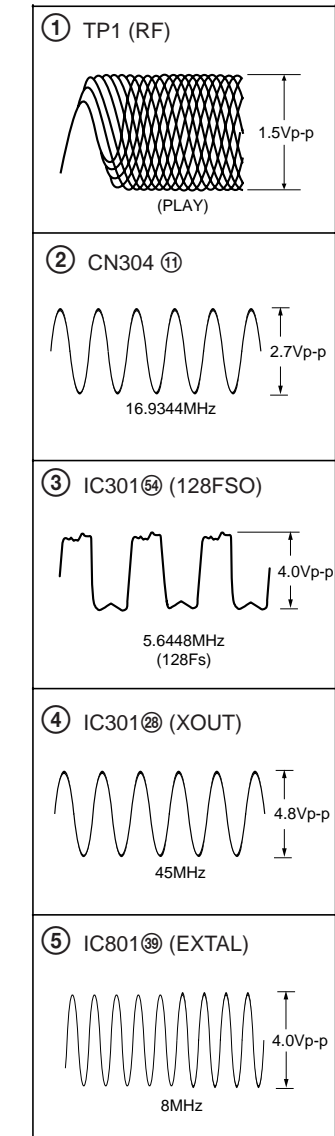 ① TP1 (RF)
1.5Vp-p
(PLAY)
② CN304 ⑪
2.7Vp-p
16.9344MHz
③ IC301㊴ (128FSO)
4.0Vp-p
5.6448MHz
(128Fs)
④ IC301㉘ (XOUT)
4.8Vp-p
45MHz
⑤ IC801㊴ (EXTAL)
4.0Vp-p
8MHz